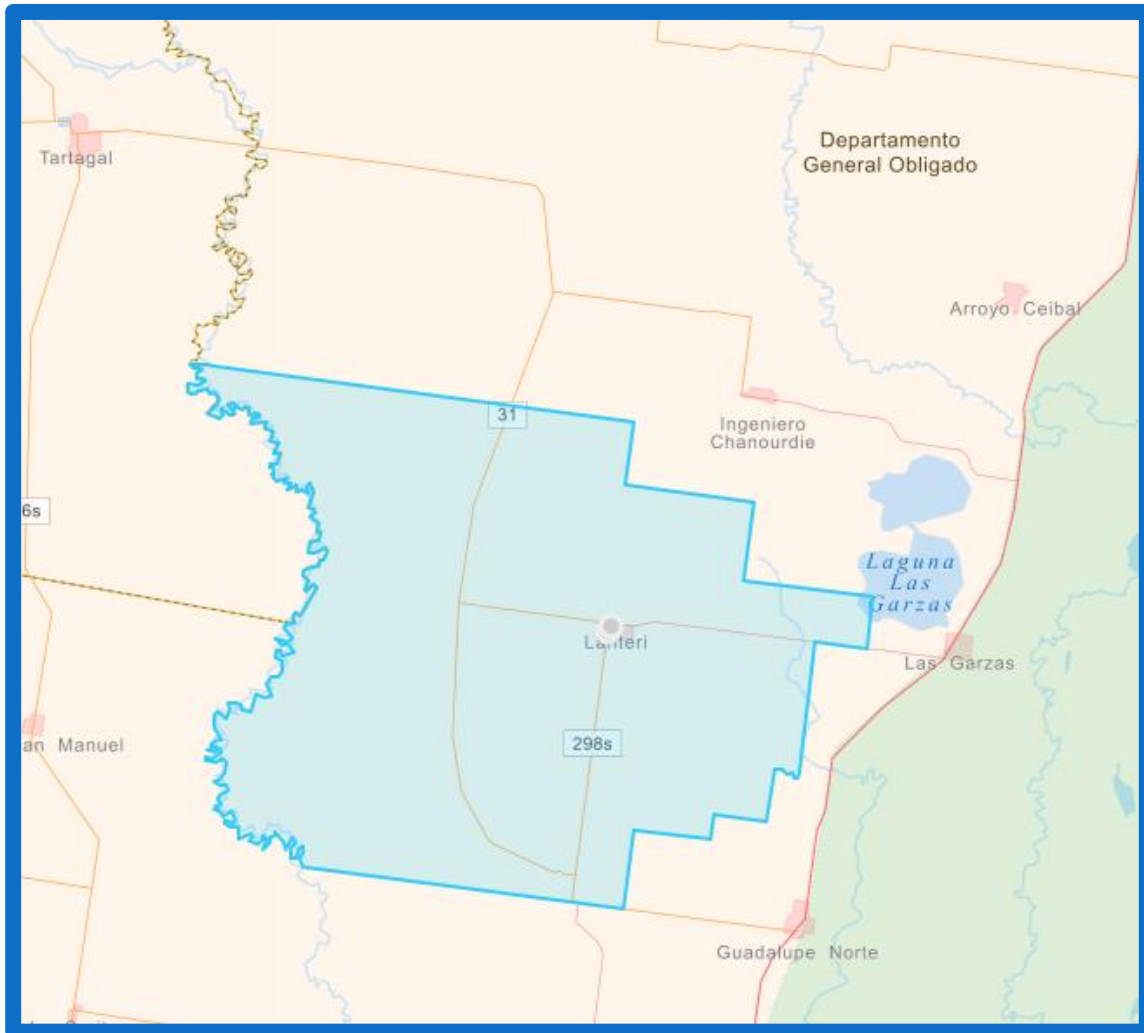 Departamento
General Obligado
Tartagal
Arroyo Ceibal
31
Ingeniero
Chanourdie
6s
Laguna
Las
Garzas
Lanteri
Las Garzas
298s
an Manuel
Guadalupe Norte